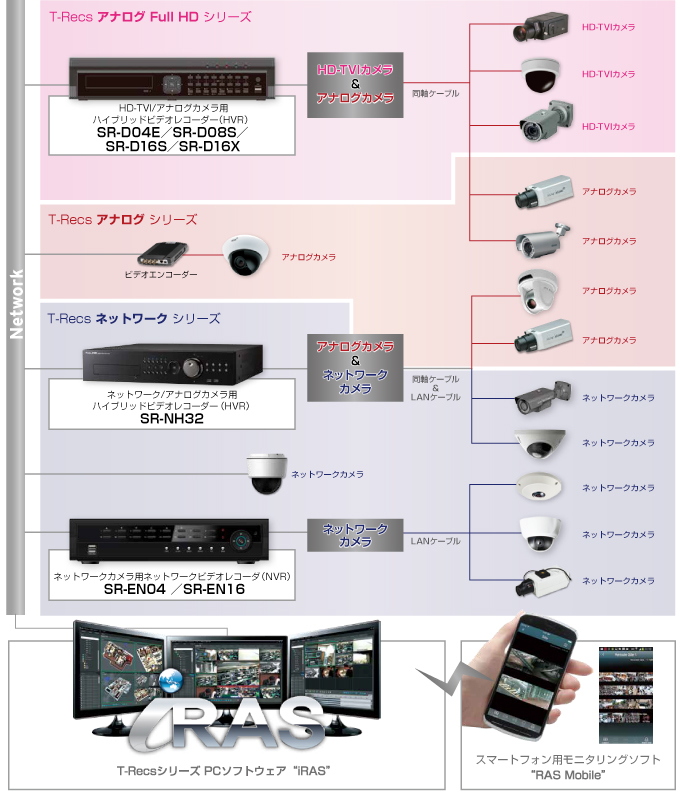 T-Recs アナログ Full HD シリーズ
HD-TVI/アナログカメラ用
ハイブリッドビデオレコーダー(HVR)
SR-D04E／SR-D08S／
SR-D16S／SR-D16X
HD-TVIカメラ
&
アナログカメラ
同軸ケーブル
HD-TVIカメラ
HD-TVIカメラ
HD-TVIカメラ
アナログカメラ
アナログカメラ
T-Recs アナログ シリーズ
ビデオエンコーダー
アナログカメラ
アナログカメラ
アナログカメラ
Network
T-Recs ネットワーク シリーズ
ネットワーク/アナログカメラ用
ハイブリッドビデオレコーダー(HVR)
SR-NH32
アナログカメラ
&
ネットワーク
カメラ
同軸ケーブル
&
LANケーブル
ネットワークカメラ
ネットワークカメラ
ネットワークカメラ
ネットワークカメラ用ネットワークビデオレコーダ(NVR)
SR-EN04 ／SR-EN16
ネットワーク
カメラ
LANケーブル
ネットワークカメラ
ネットワークカメラ
ネットワークカメラ
iRAS
T-Recsシリーズ PCソフトウェア “iRAS”
スマートフォン用モニタリングソフト
“RAS Mobile”